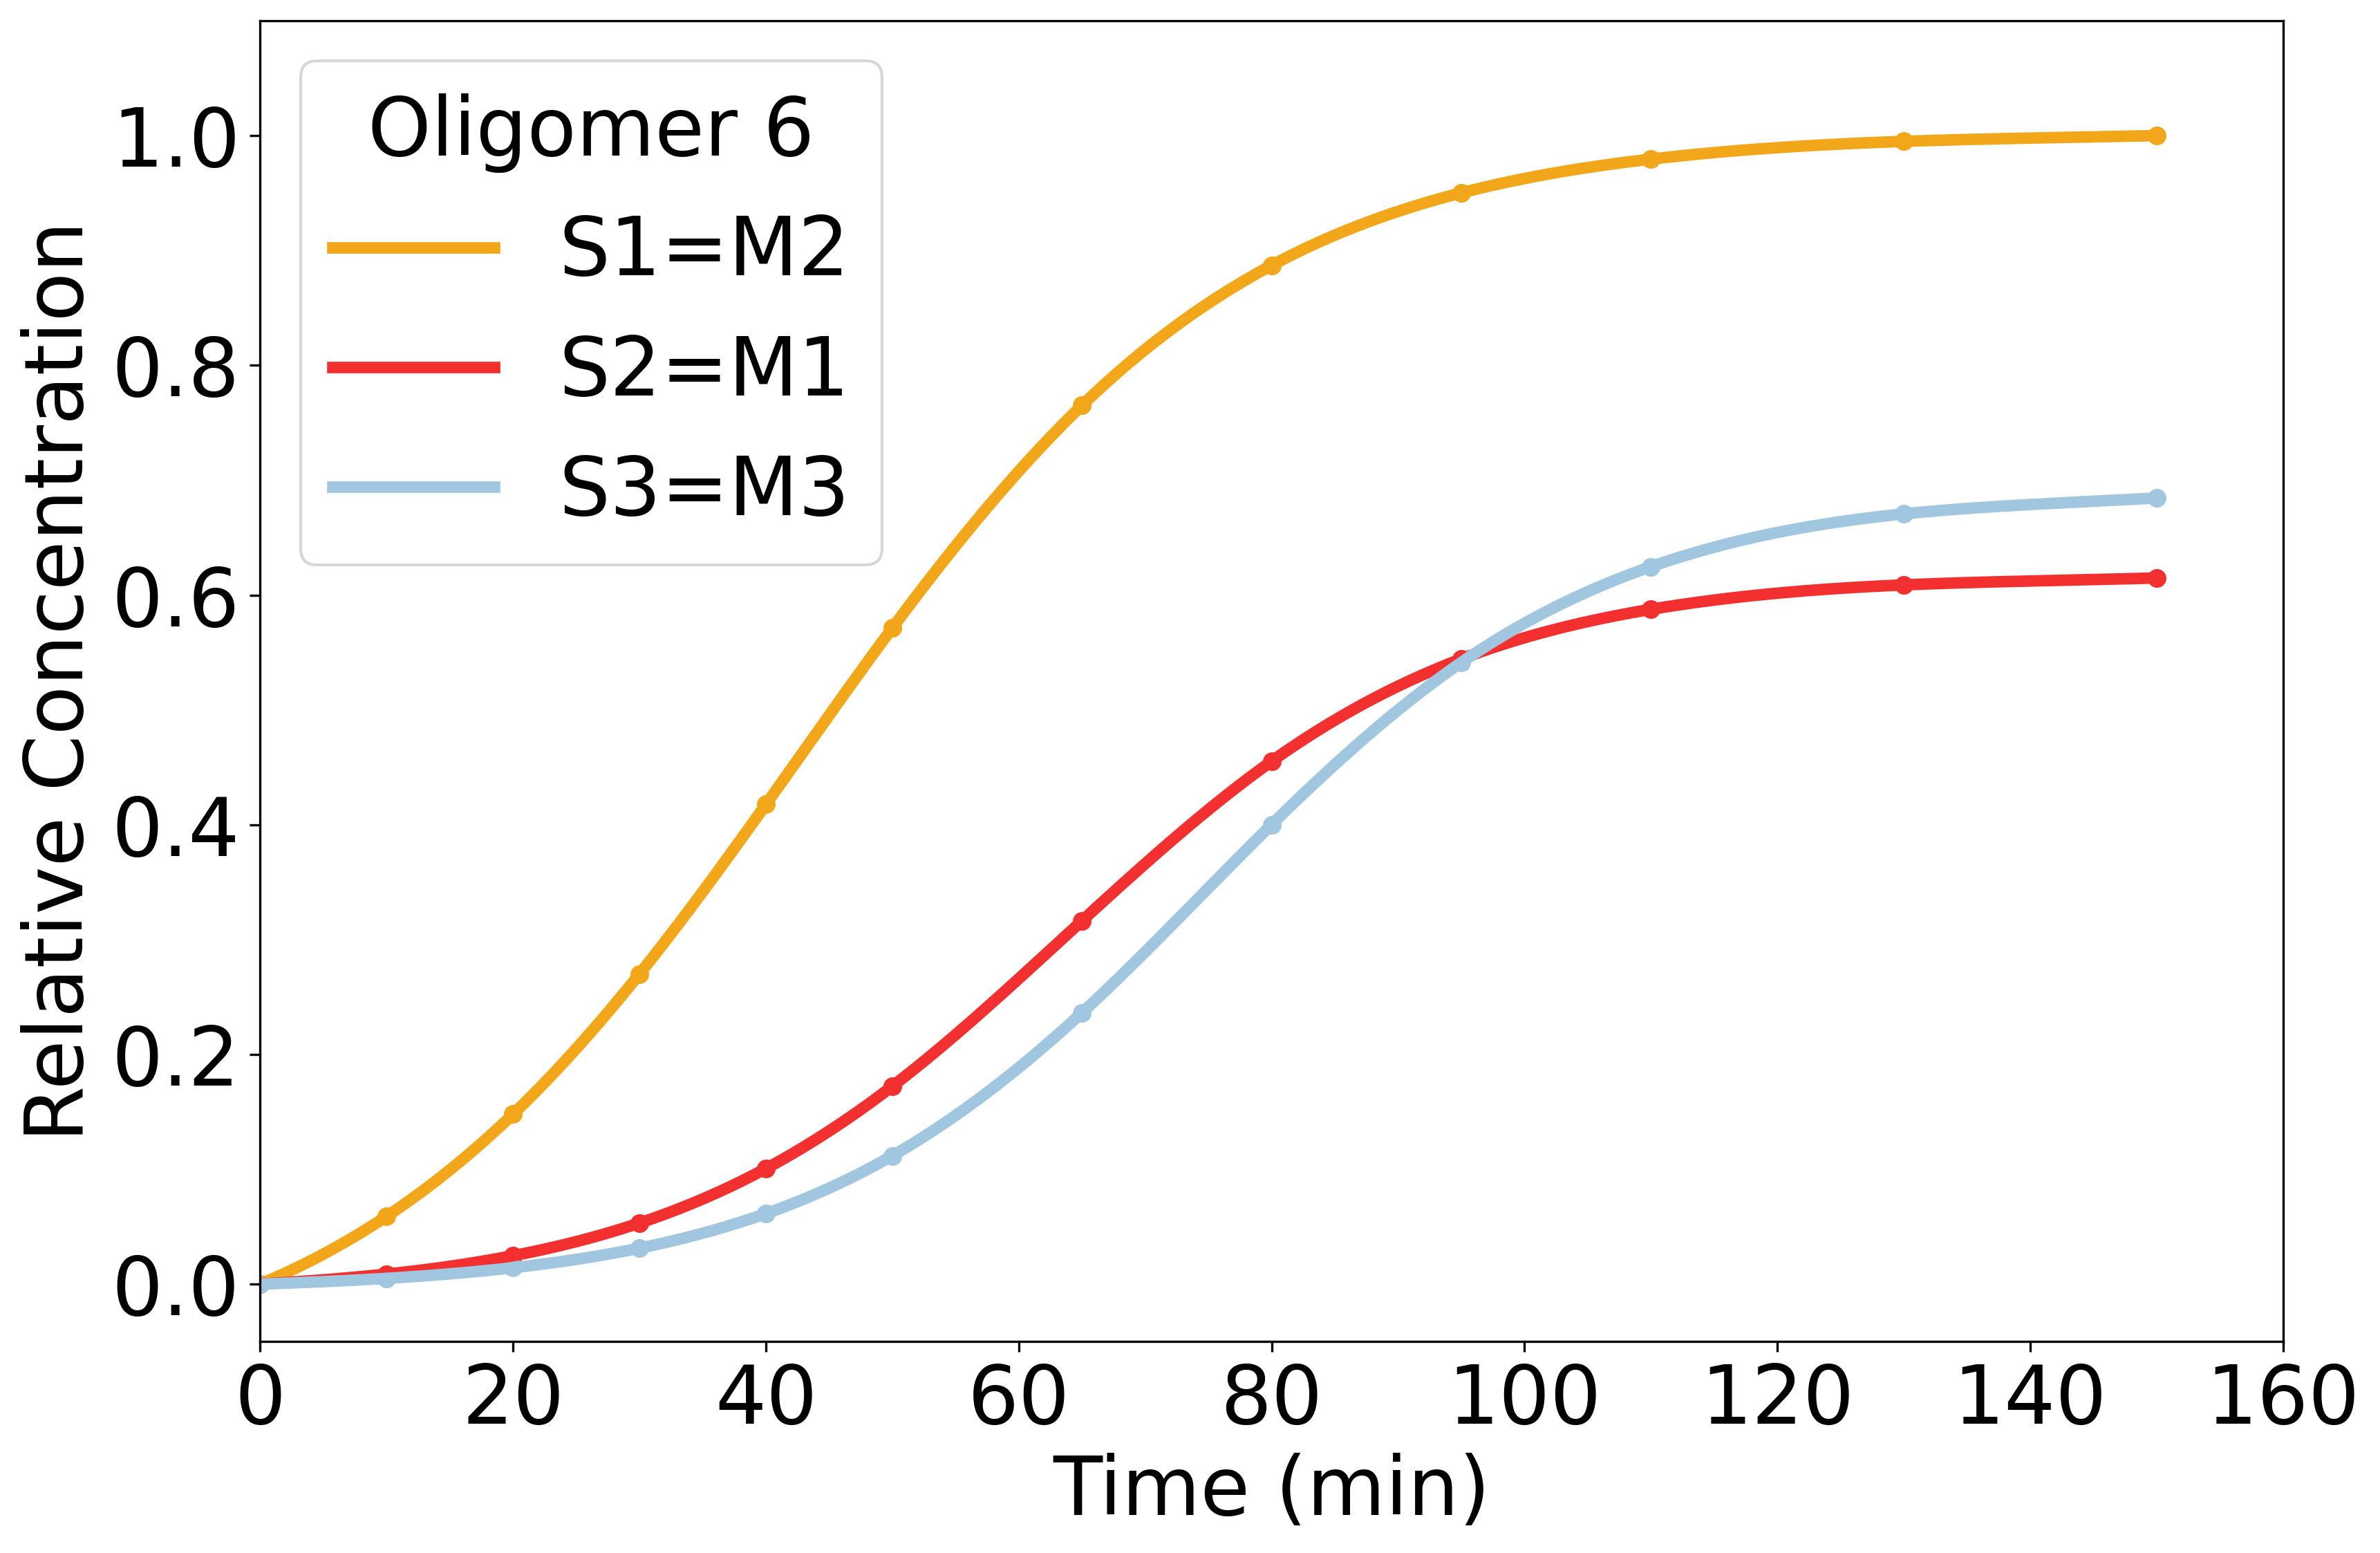 Oligomer 6
S1=M2
S2=M1
S3=M3
Relative Concentration
1.0
0.8
0.6
0.4
0.2
0.0
0 20 40 60 80 100 120 140 160
Time (min)